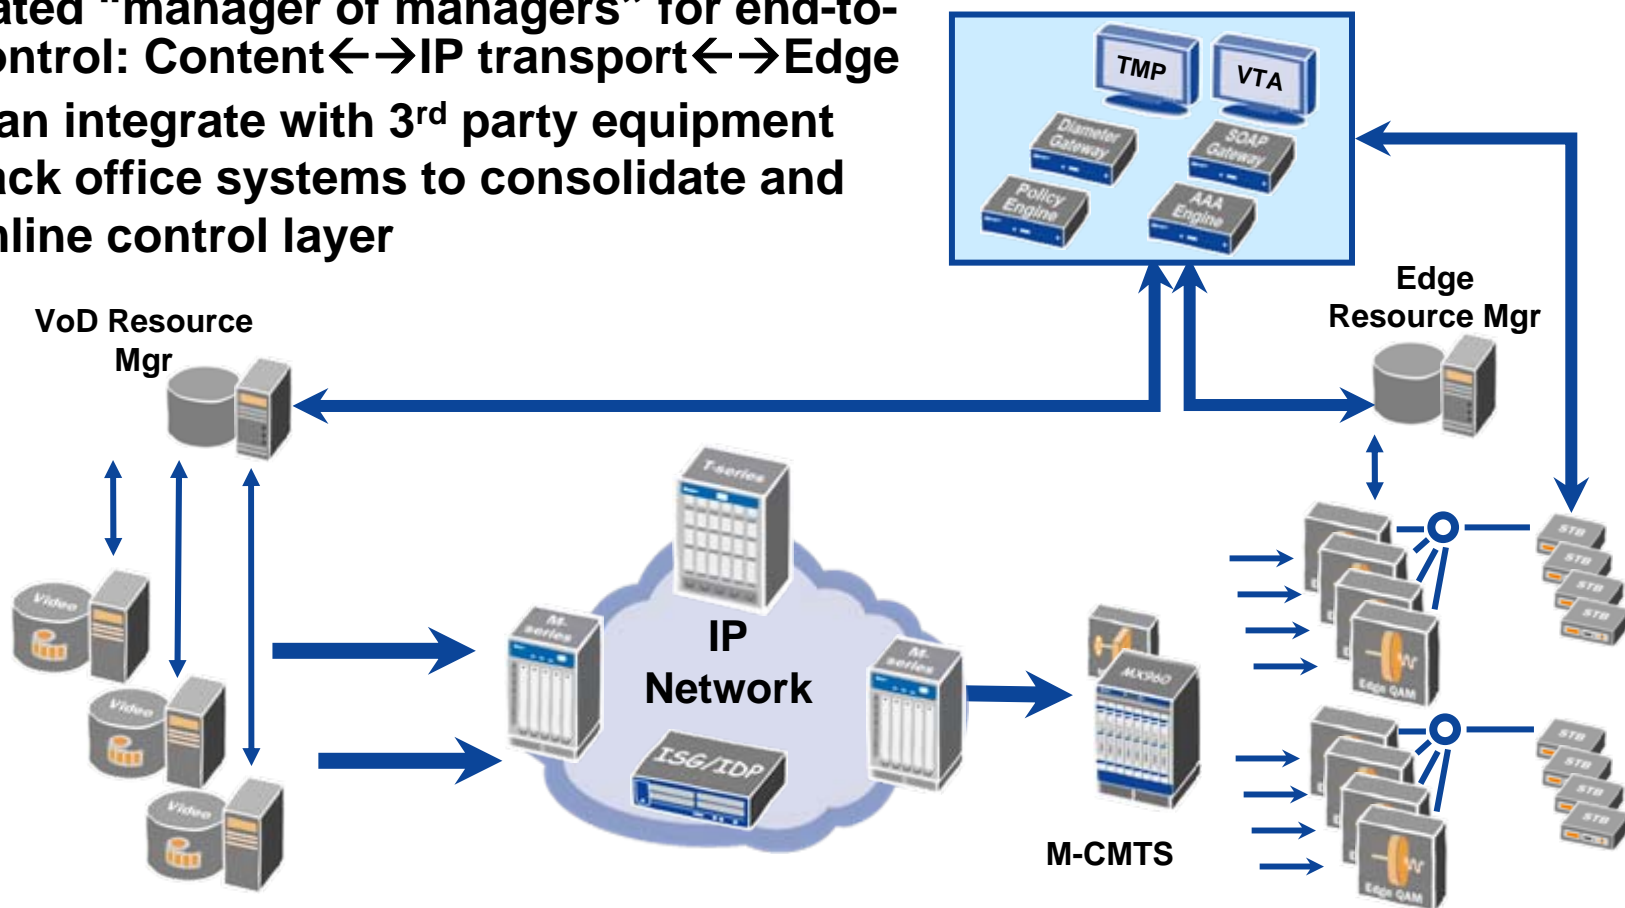 ated “manager of managers” for end-to-
ontrol: Content←→IP transport←→Edge
an integrate with 3rd party equipment
ack office systems to consolidate and
nline control layer
TMP
VTA
Diameter
Gateway
SOAP
Gateway
Policy
Engine
AAA
Engine
VoD Resource
Mgr
Edge
Resource Mgr
T-series
M-
series
IP
Network
M-
series
ISG/IDP
MX960
M-CMTS
Video
Video
Video
Edge QAM
Edge QAM
STB
STB
STB
STB
STB
STB
STB
STB